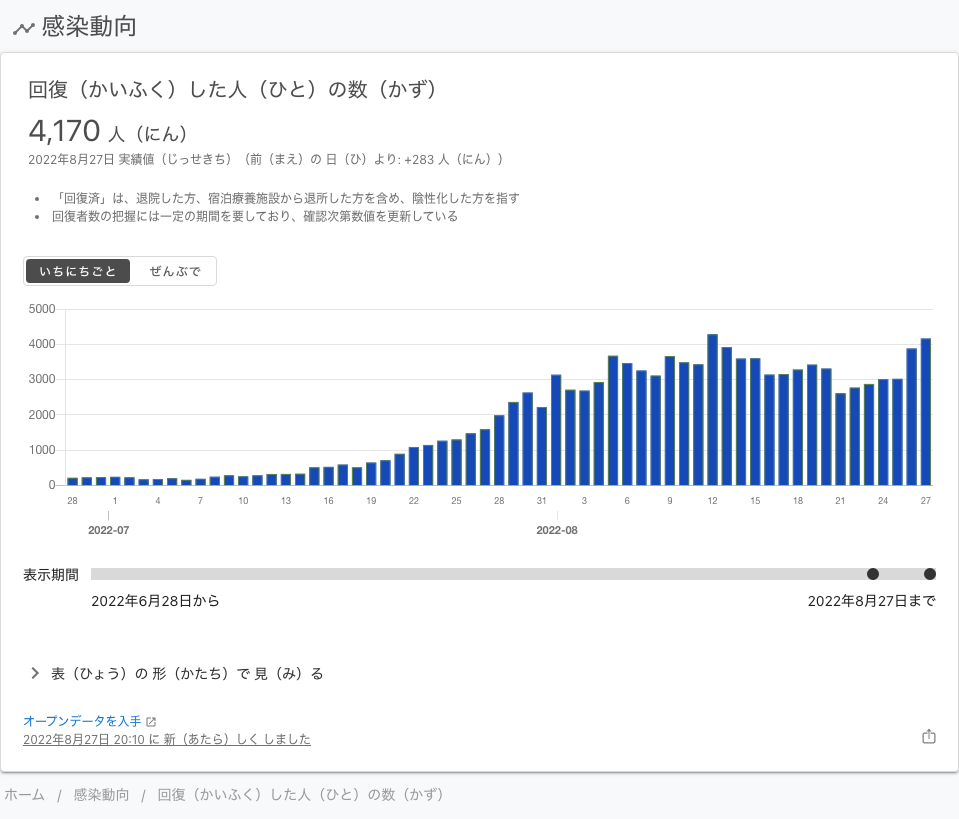 感染動向
回復（かいふく）した人（ひと）の数（かず）
4,170 人（にん）
2022年8月27日 実績値（じっせきち）（前（まえ）の 日（ひ）より: +283 人（にん））
• 「回復済」は、退院した方、宿泊療養施設から退所した方を含め、陰性化した方を指す
• 回復者数の把握には一定の期間を要しており、確認次第数値を更新している
いちにちごと ぜんぶで
5000
4000
3000
2000
1000
0
28 1 4 7 10 13 16 19 22 25 28 31 3 6 9 12 15 18 21 24 27
2022-07 2022-08
表示期間
2022年6月28日から 2022年8月27日まで
表（ひょう）の 形（かたち）で 見（み）る
オープンデータを入手
2022年8月27日 20:10 に 新（あたら）しく しました
ホーム / 感染動向 / 回復（かいふく）した人（ひと）の数（かず）